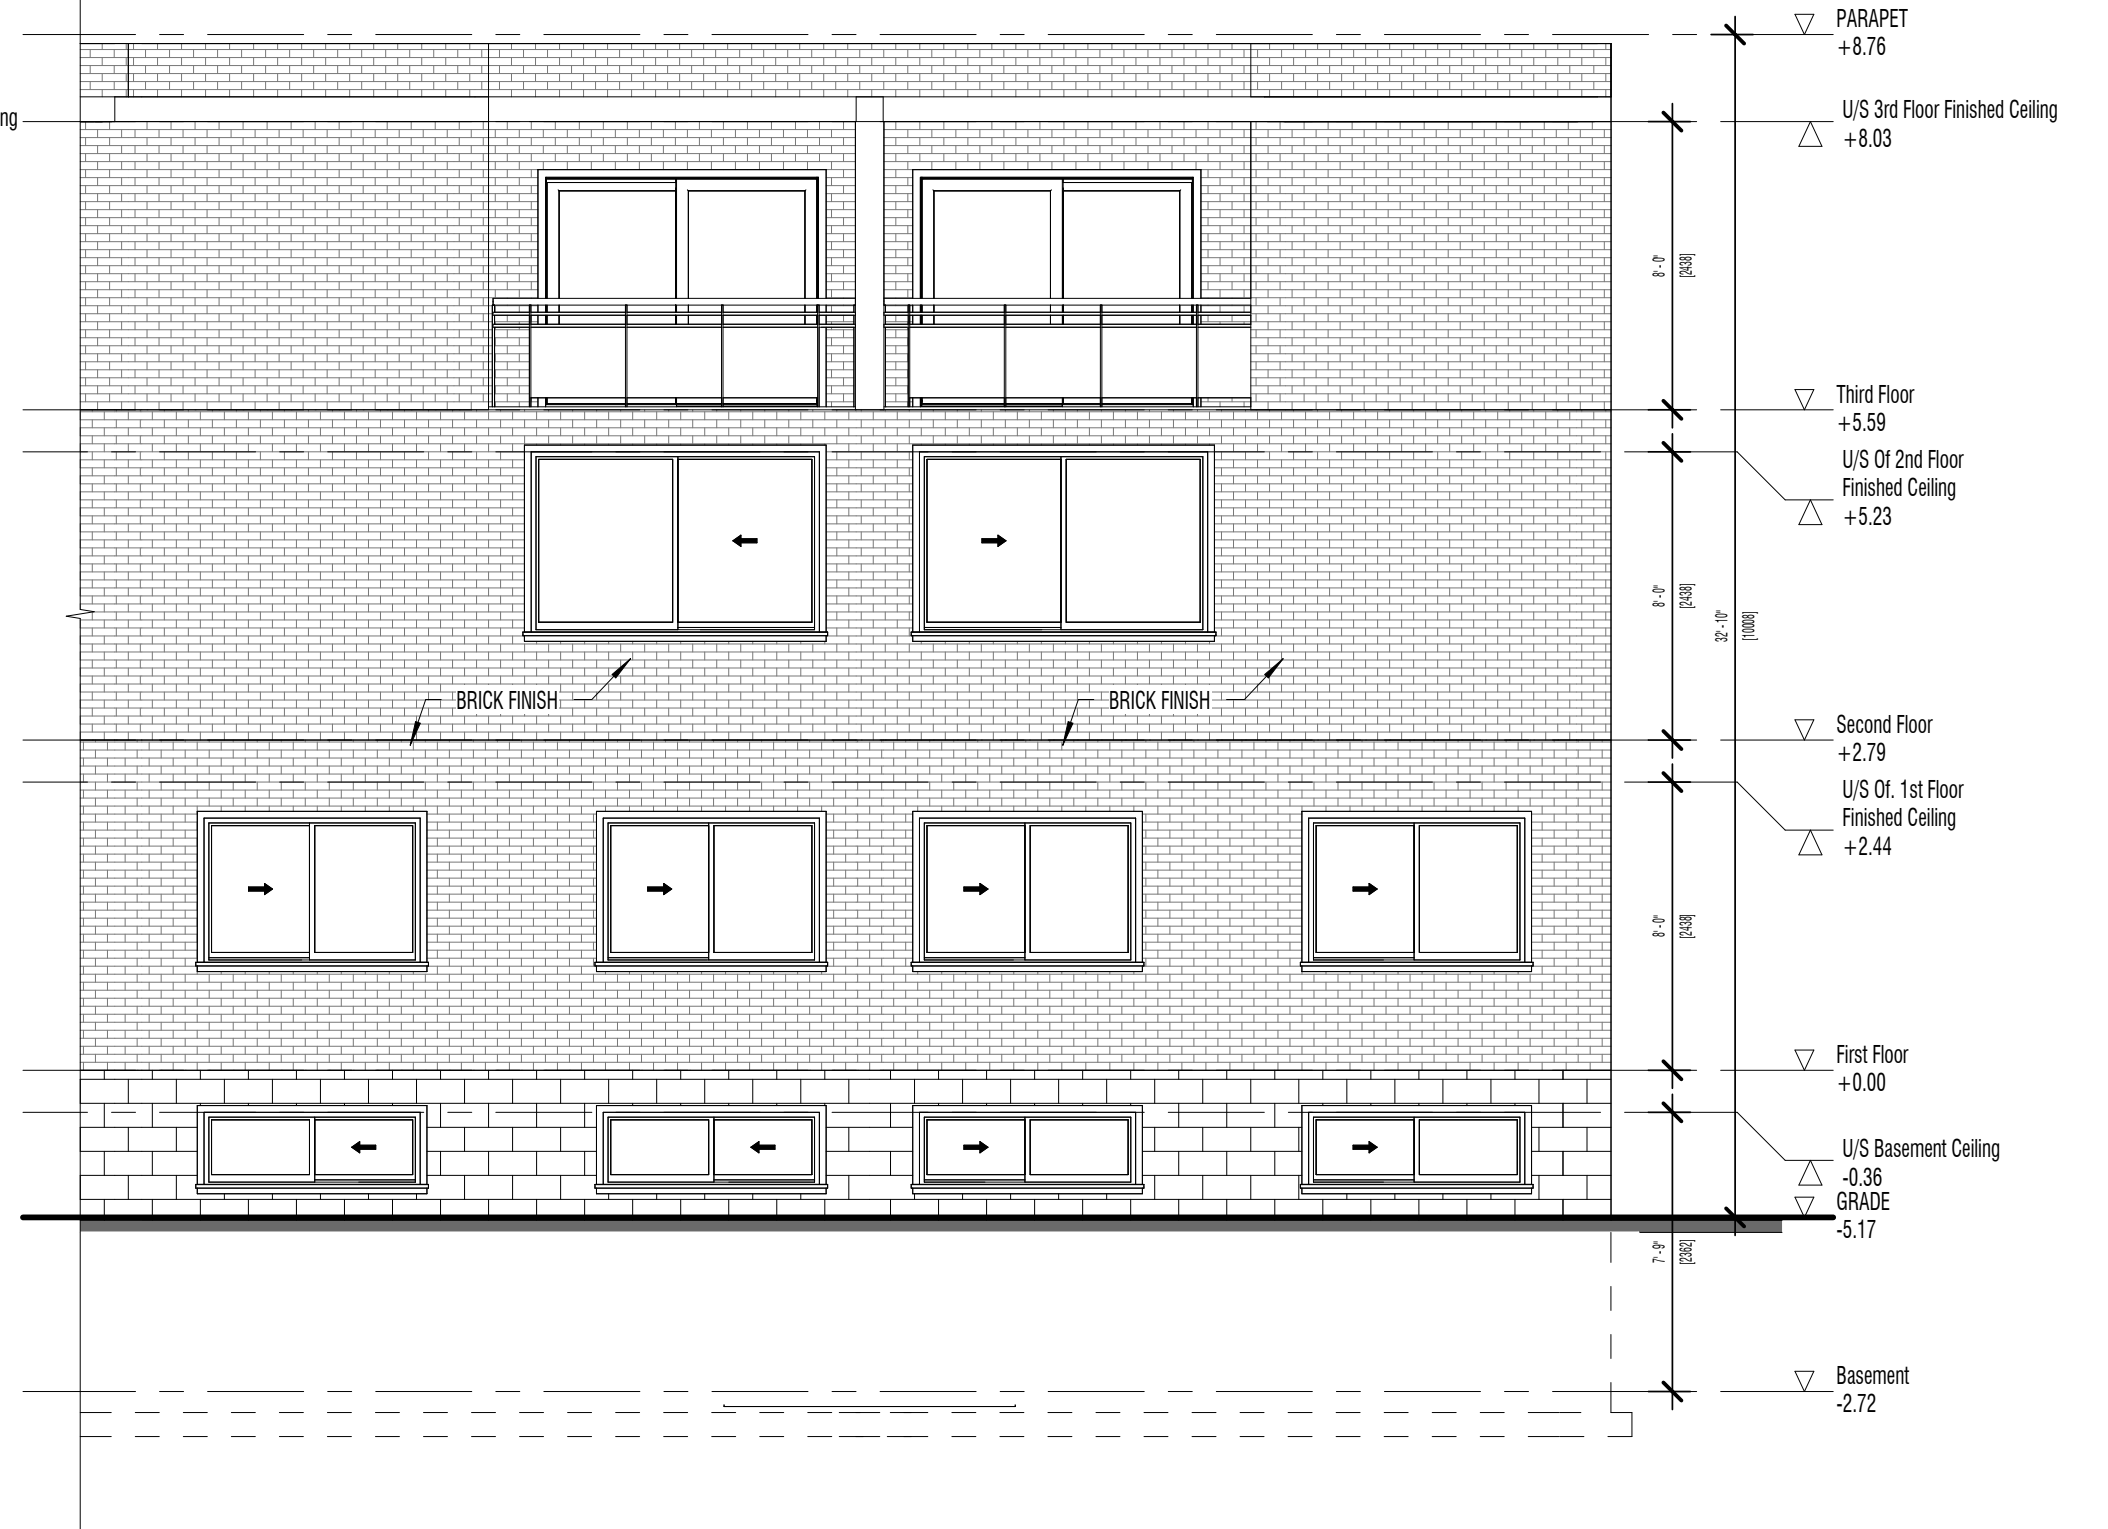 PARAPET
+8.76
ng
U/S 3rd Floor Finished Ceiling
+8.03
8' - 0"
[2438]
Third Floor
+5.59
U/S Of 2nd Floor
Finished Ceiling
+5.23
8' - 0"
[2438]
32' - 10"
[10008]
BRICK FINISH
BRICK FINISH
Second Floor
+2.79
U/S Of. 1st Floor
Finished Ceiling
+2.44
8' - 0"
[2438]
First Floor
+0.00
U/S Basement Ceiling
-0.36
GRADE
-5.17
7' - 9"
[2362]
Basement
-2.72